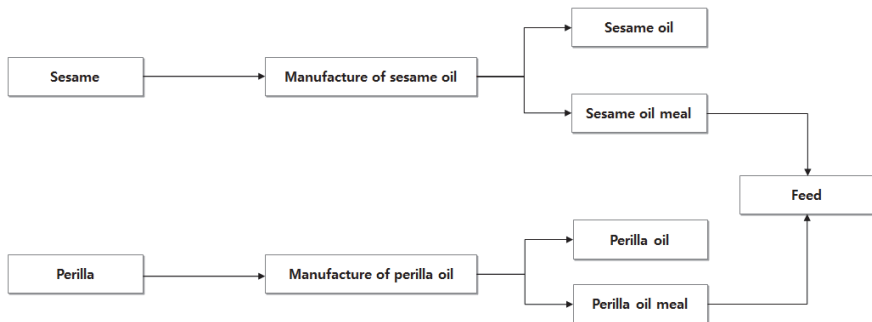 Sesame oil
Sesame
Manufacture of sesame oil
Sesame oil meal
Feed
Perilla oil
Perilla
Manufacture of perilla oil
Perilla oil meal